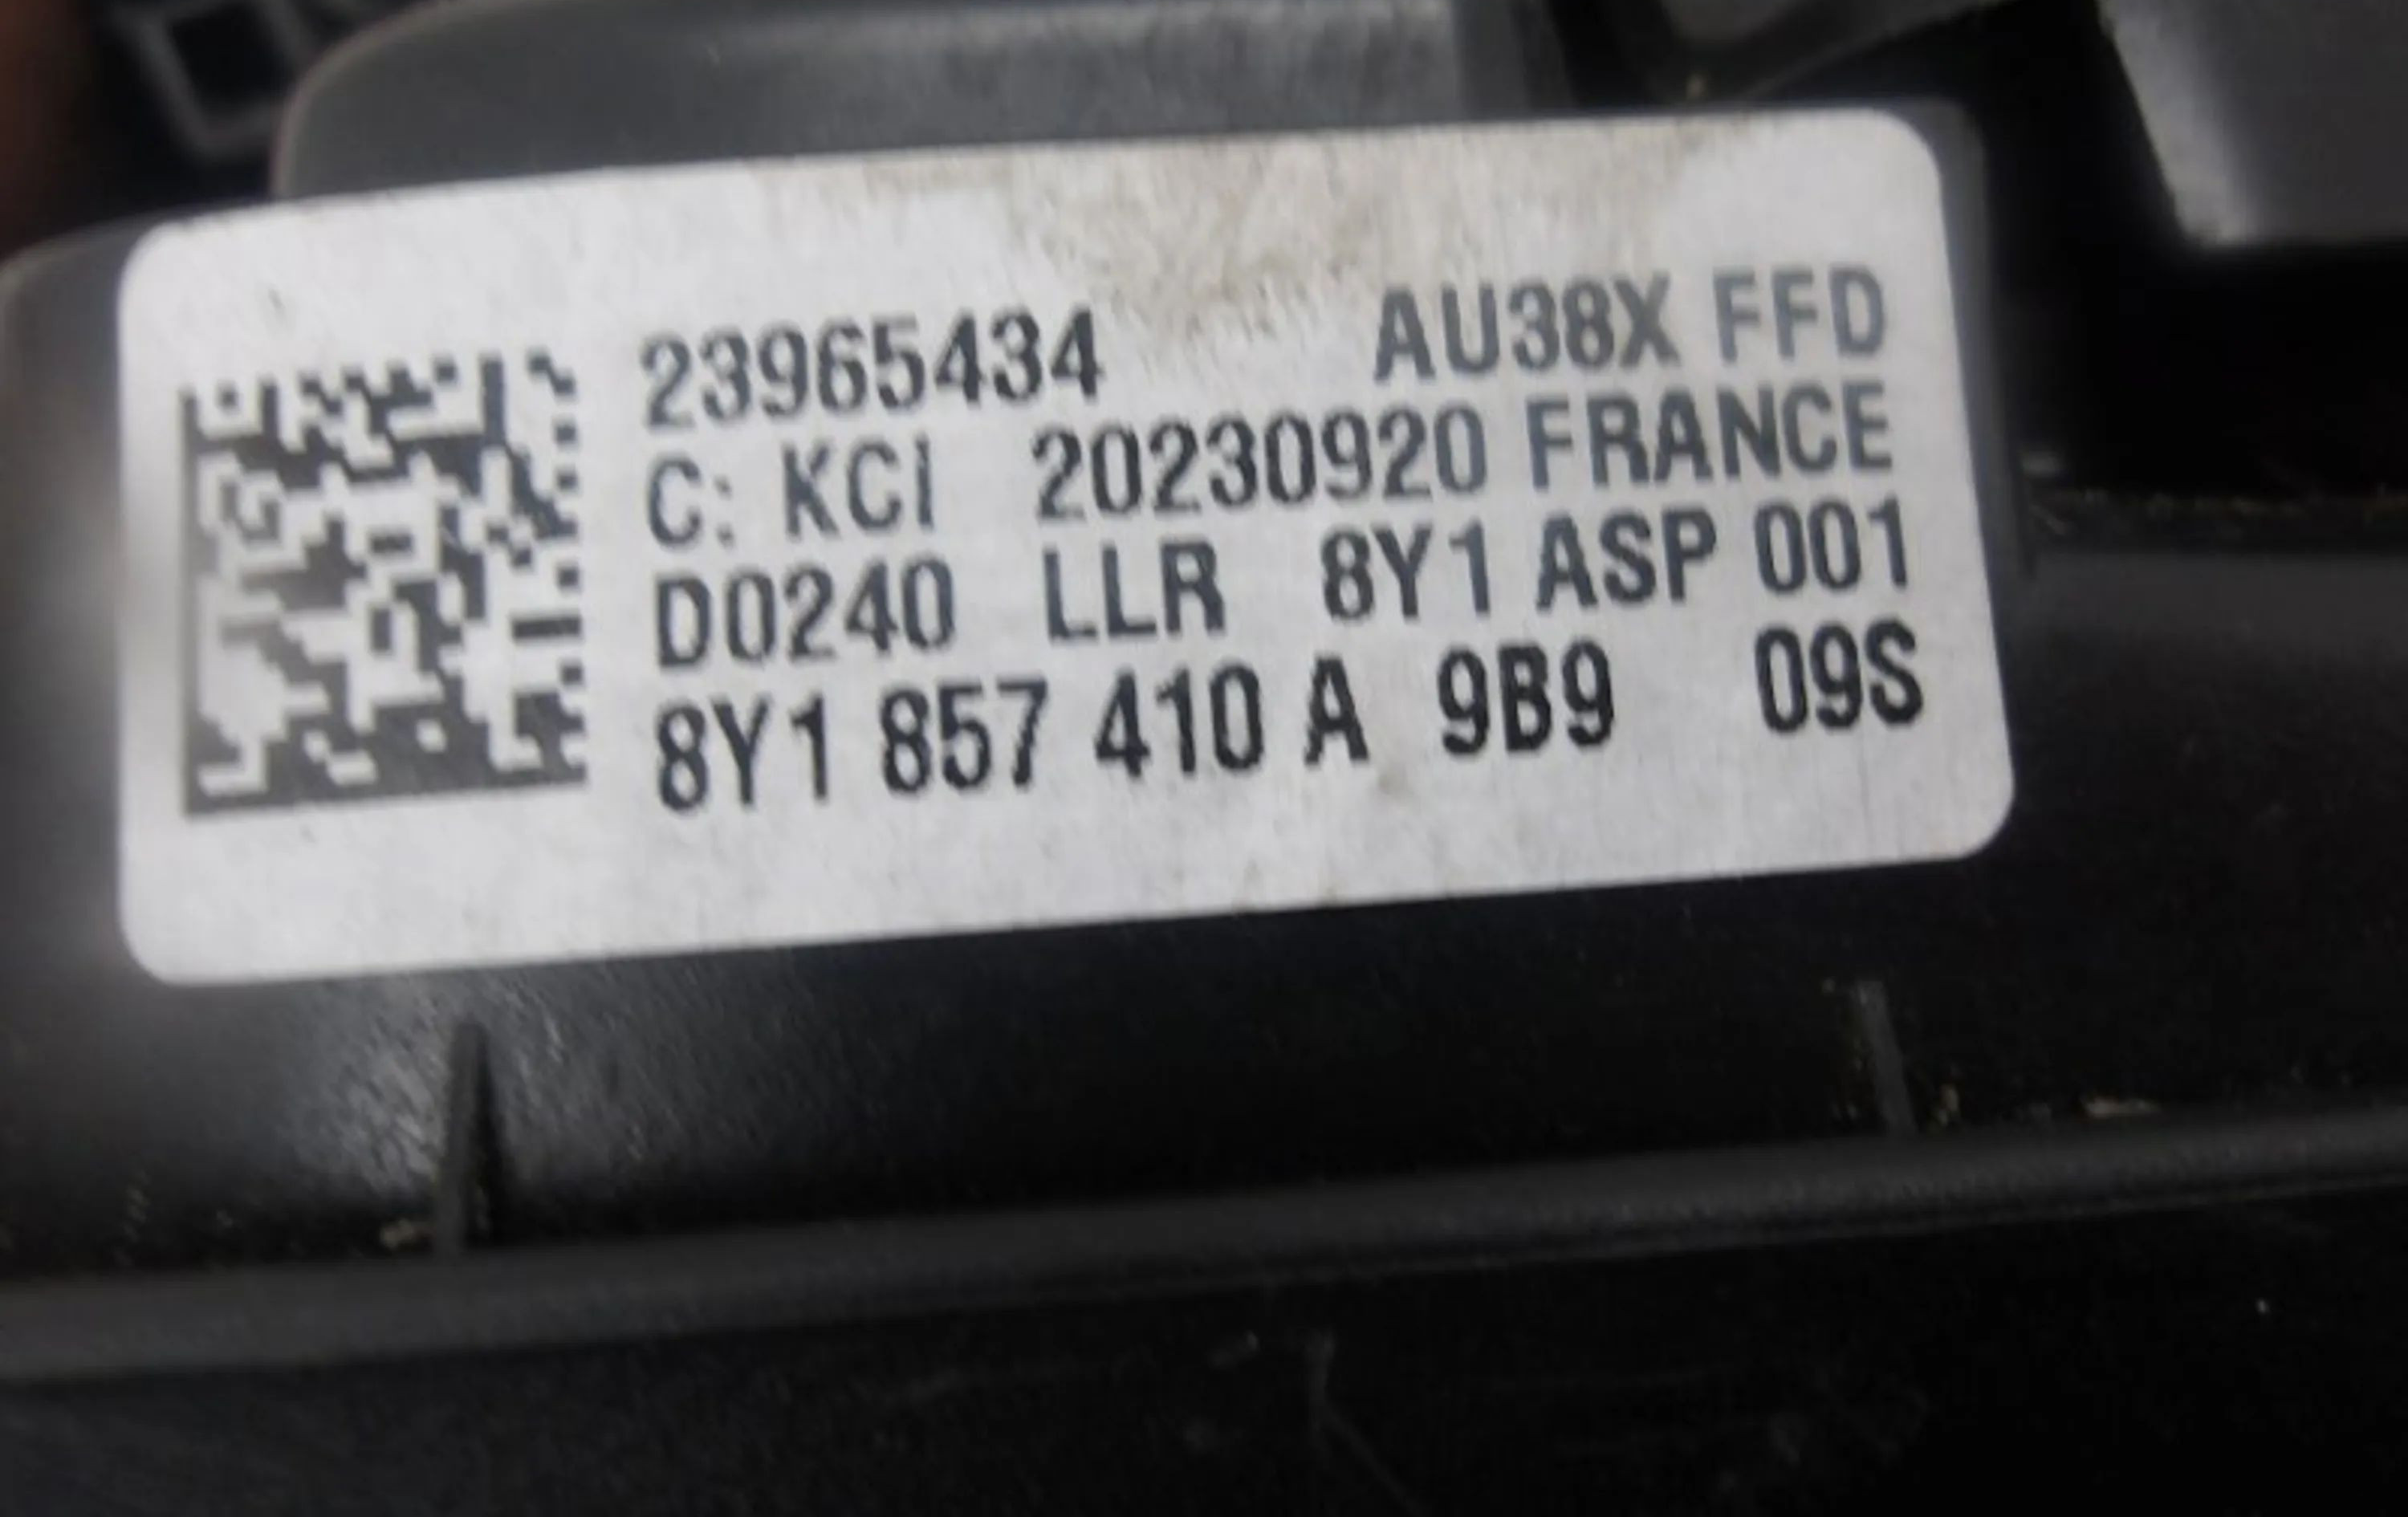 23965434 AU38X FFD
C: KCI 20230920 FRANCE
D0240 LLR 8Y1 ASP 001
8Y1 857 410 A 9B9 09S